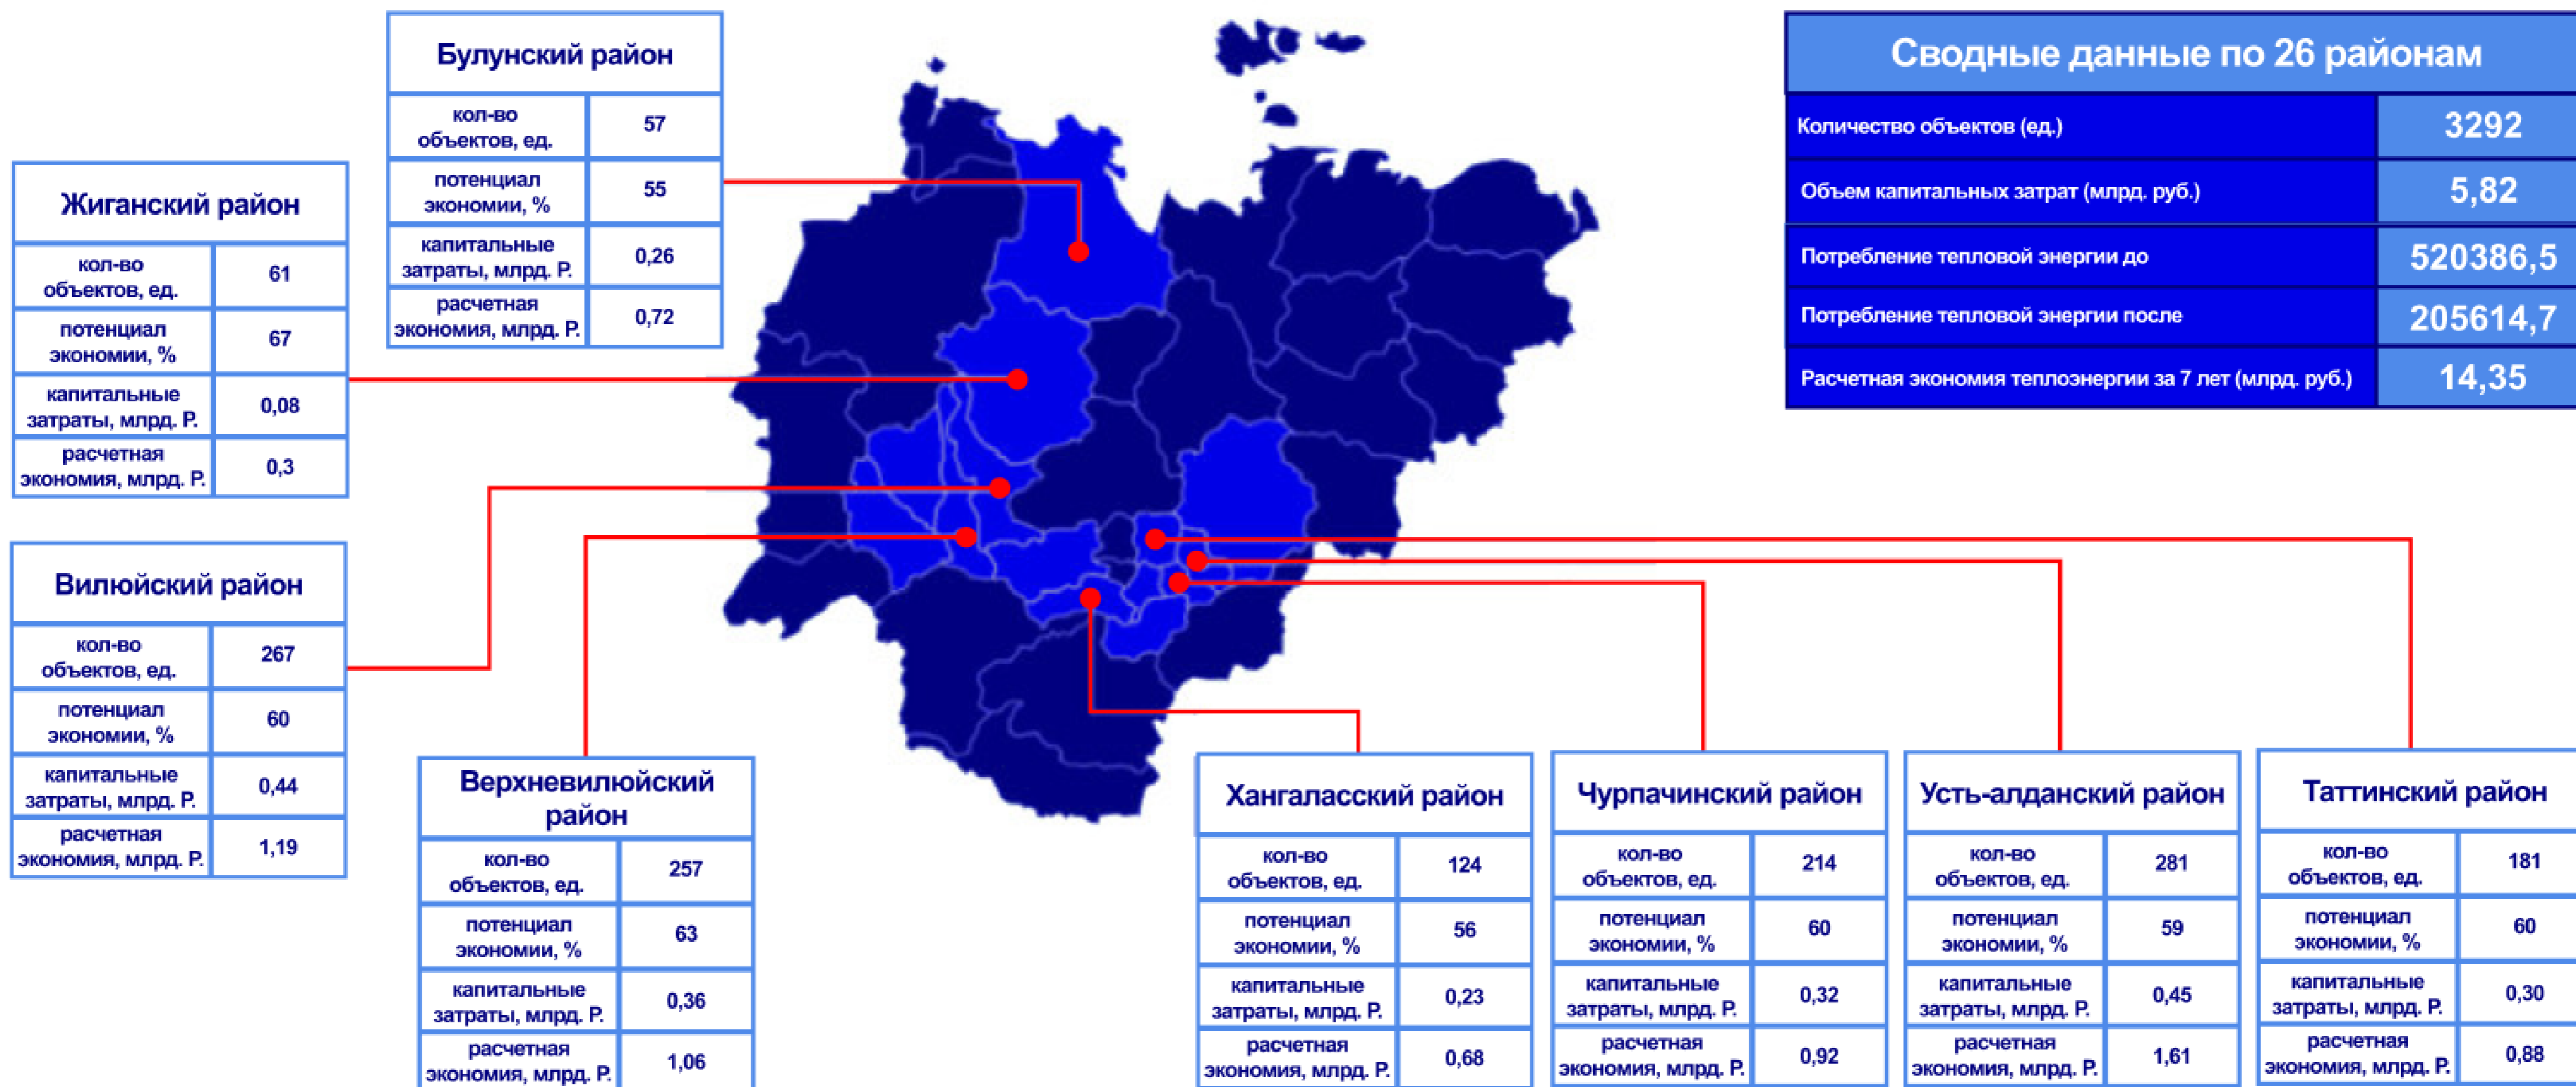 Булунский район
кол-во
объектов, ед.
57
потенциал
экономии, %
55
капитальные
затраты, млрд. Р.
0,26
расчетная
экономия, млрд. Р.
0,72
Сводные данные по 26 районам
Количество объектов (ед.)
3292
Объем капитальных затрат (млрд. руб.)
5,82
Потребление тепловой энергии до
520386,5
Потребление тепловой энергии после
205614,7
Расчетная экономия теплоэнергии за 7 лет (млрд. руб.)
14,35
Жиганский район
кол-во
объектов, ед.
61
потенциал
экономии, %
67
капитальные
затраты, млрд. Р.
0,08
расчетная
экономия, млрд. Р.
0,3
Вилюйский район
кол-во
объектов, ед.
267
потенциал
экономии, %
60
капитальные
затраты, млрд. Р.
0,44
расчетная
экономия, млрд. Р.
1,19
Верхневилюйский
район
кол-во
объектов, ед.
257
потенциал
экономии, %
63
капитальные
затраты, млрд. Р.
0,36
расчетная
экономия, млрд. Р.
1,06
Хангаласский район
кол-во
объектов, ед.
124
потенциал
экономии, %
56
капитальные
затраты, млрд. Р.
0,23
расчетная
экономия, млрд. Р.
0,68
Чурпачинский район
кол-во
объектов, ед.
214
потенциал
экономии, %
60
капитальные
затраты, млрд. Р.
0,32
расчетная
экономия, млрд. Р.
0,92
Усть-алданский район
кол-во
объектов, ед.
281
потенциал
экономии, %
59
капитальные
затраты, млрд. Р.
0,45
расчетная
экономия, млрд. Р.
1,61
Таттинский район
кол-во
объектов, ед.
181
потенциал
экономии, %
60
капитальные
затраты, млрд. Р.
0,30
расчетная
экономия, млрд. Р.
0,88